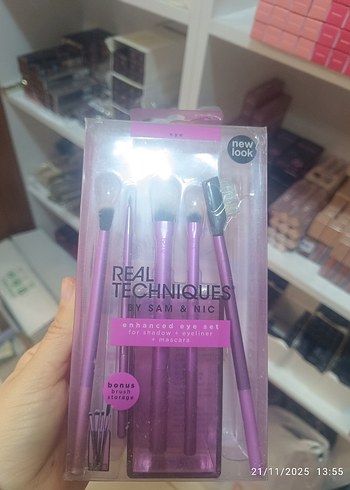 eye
new
look
REAL
TECHNIQUES®
BY SAM & NIC
enhanced eye set
for shadow + eyeliner
+ mascara
bonus
brush
storage
21/11/2025 13:55